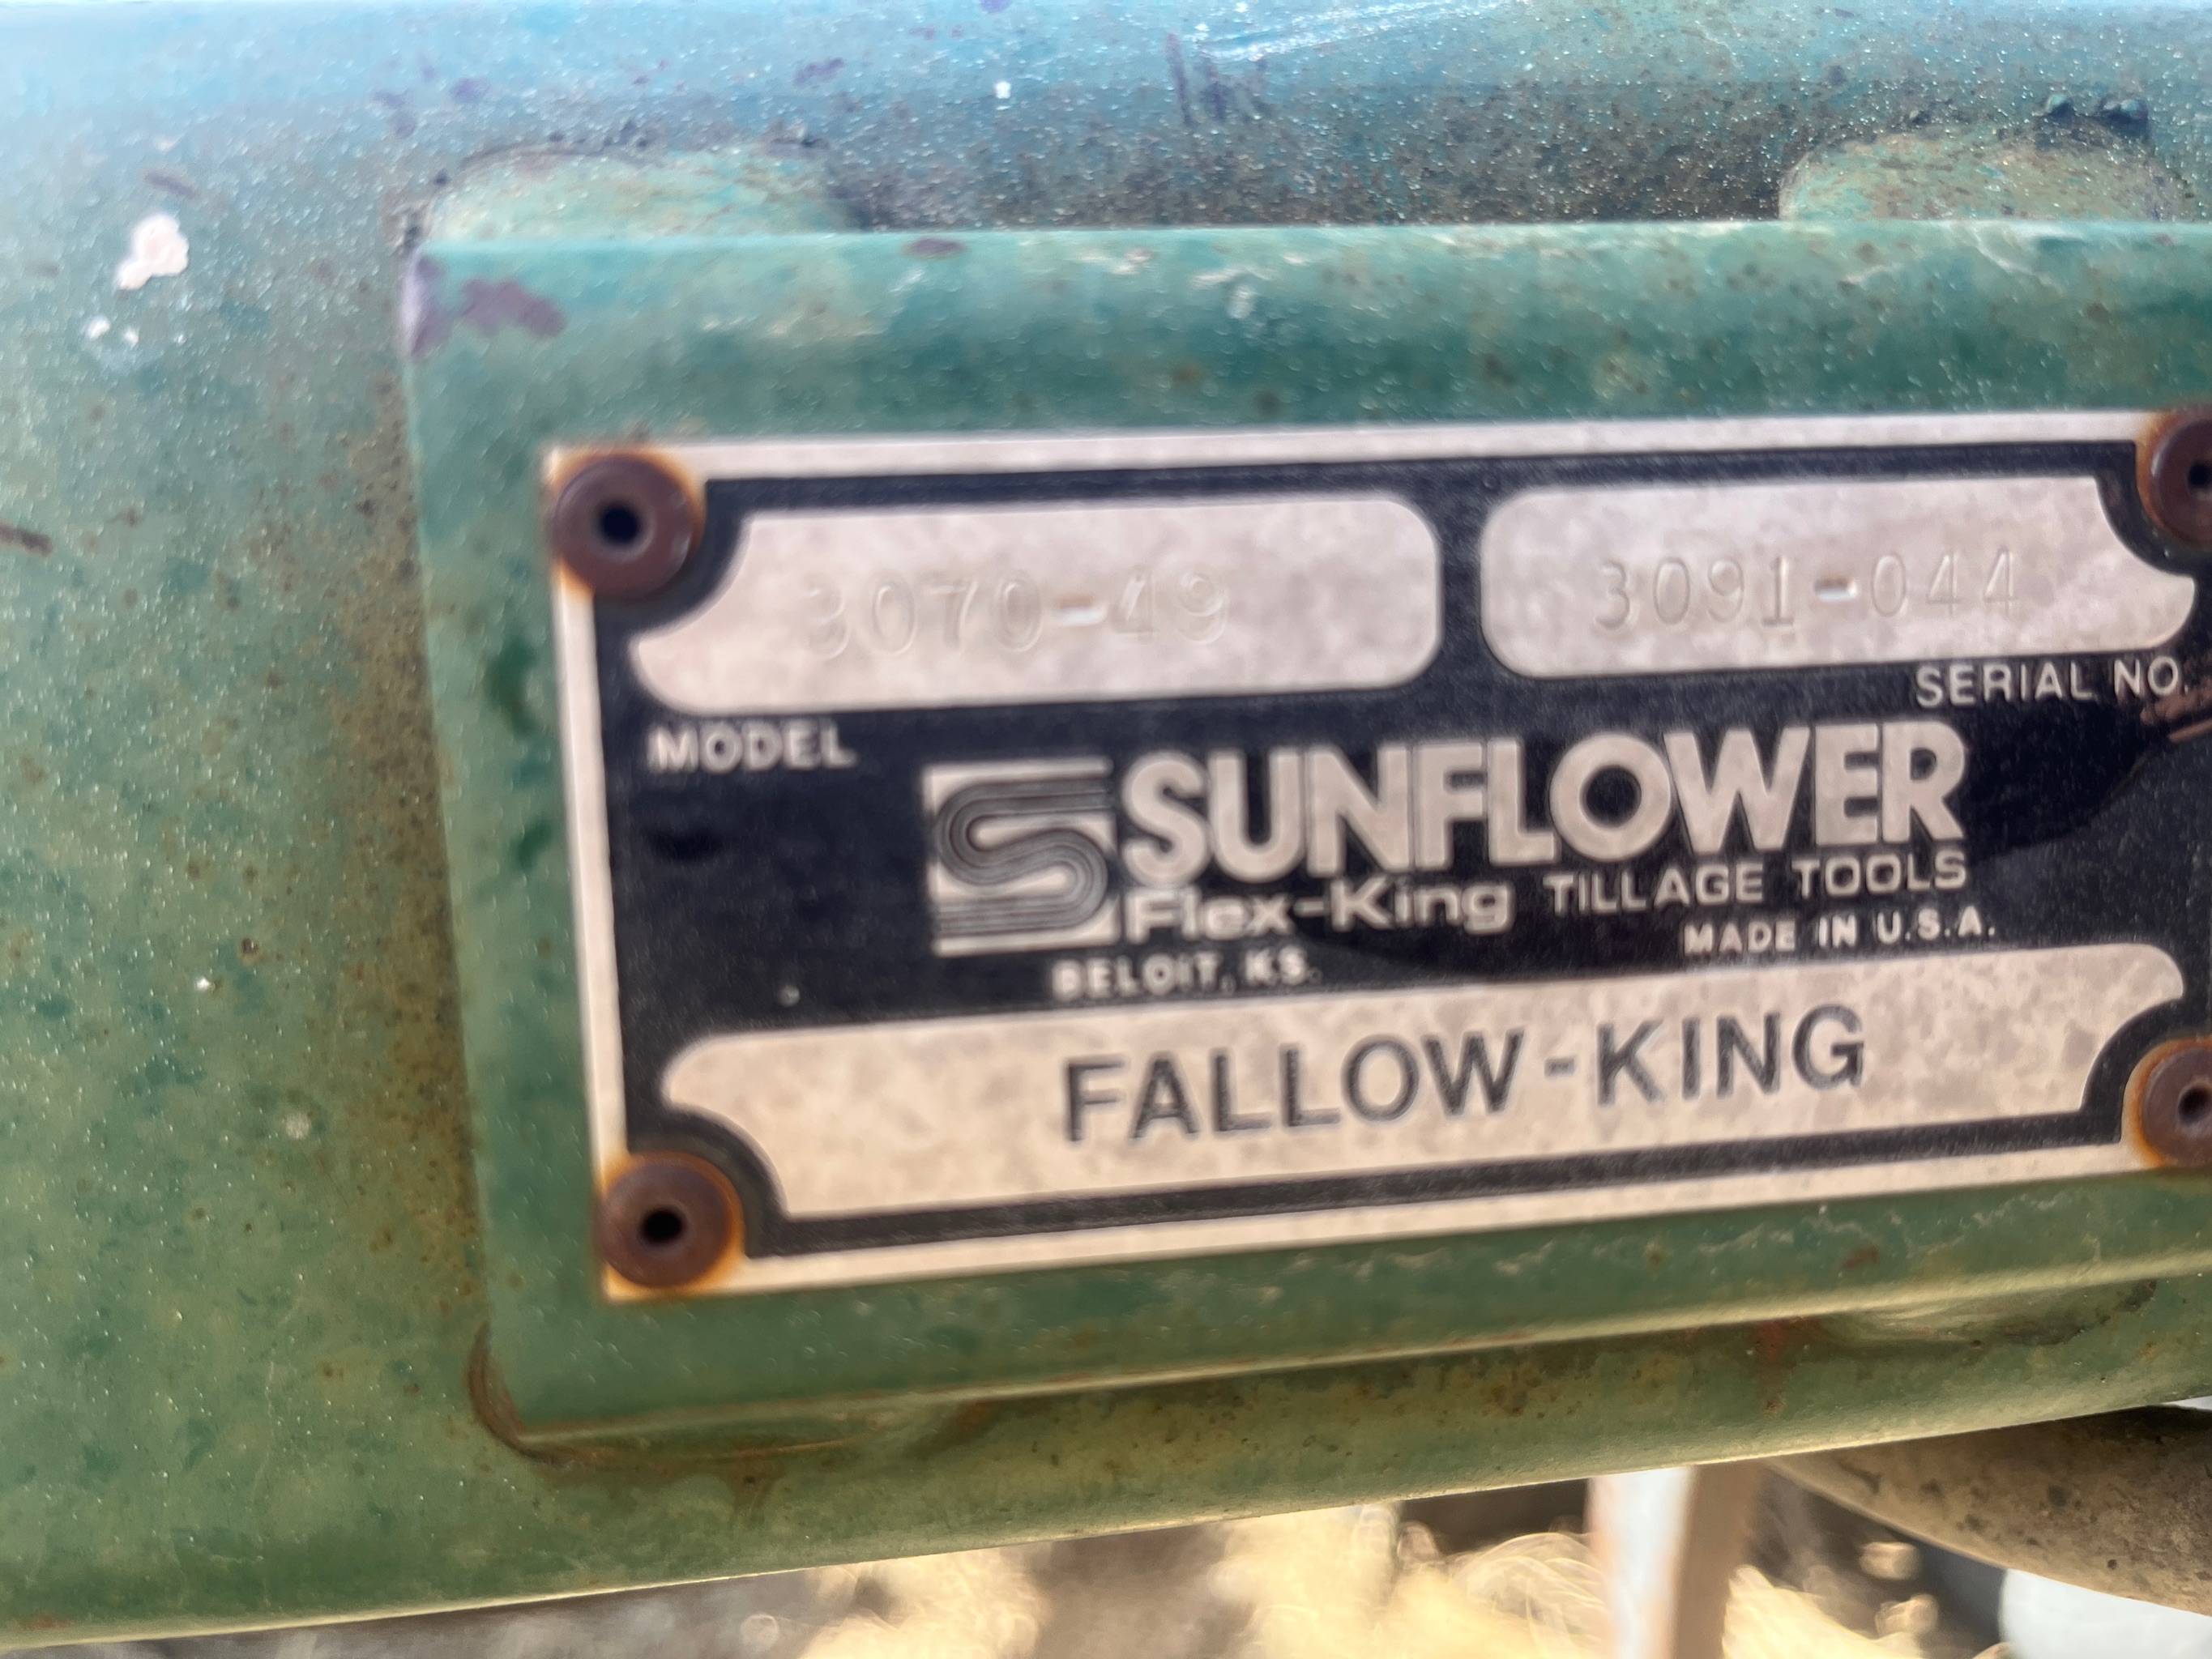 3070-49 3091-044
MODEL SERIAL NO.
SUNFLOWER
Flex-King TILLAGE TOOLS
BELOIT, KS. MADE IN U.S.A.
FALLOW-KING